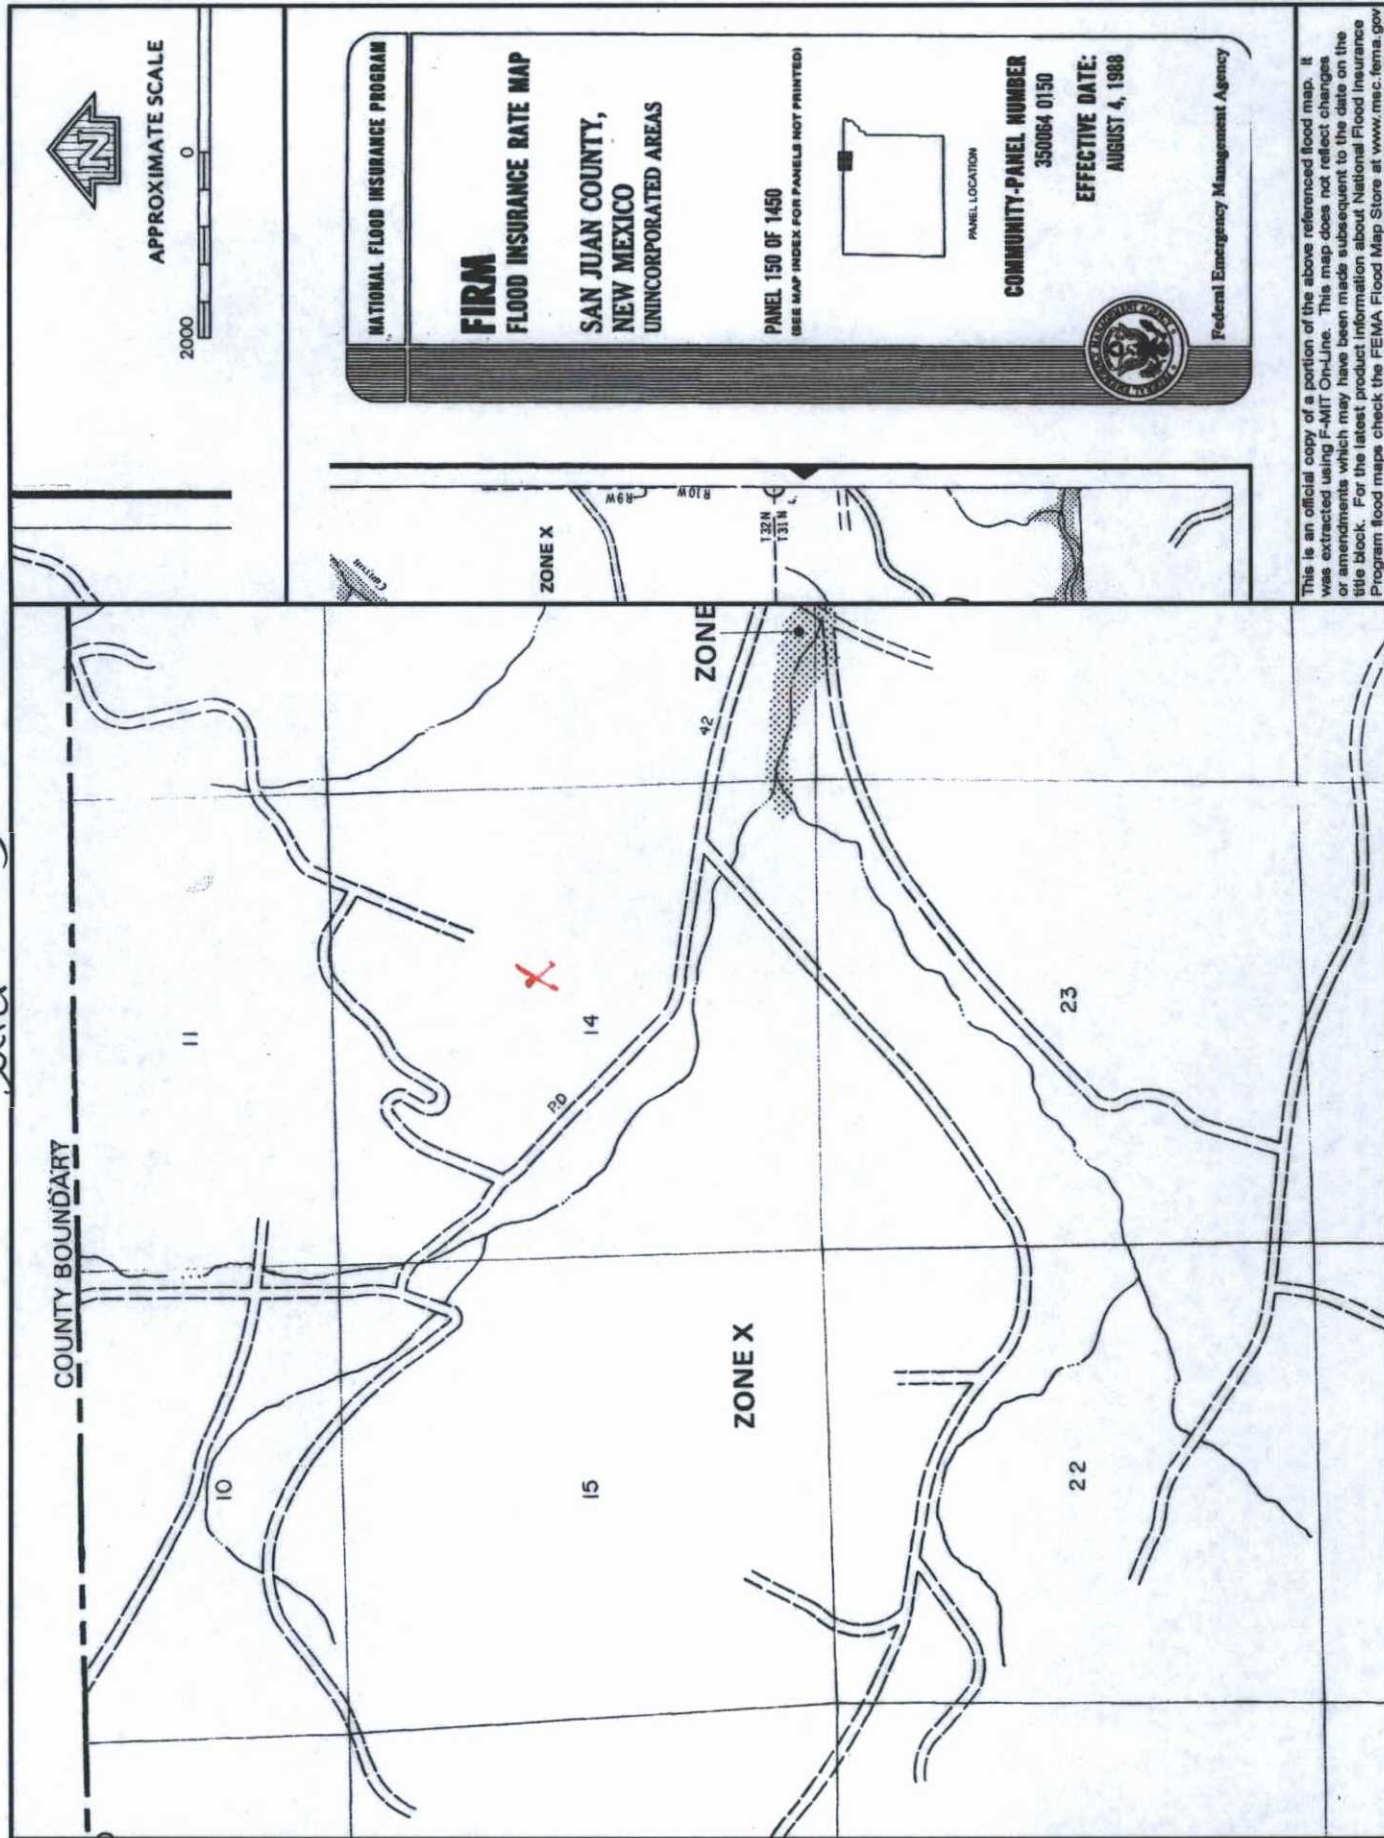 COUNTY BOUNDARY
11
10
14
15
23
22
P.D
42
ZONE X
ZONE
APPROXIMATE SCALE
2000
0
N
NATIONAL FLOOD INSURANCE PROGRAM
FIRM
FLOOD INSURANCE RATE MAP
SAN JUAN COUNTY,
NEW MEXICO
UNINCORPORATED AREAS
PANEL 150 OF 1450
(SEE MAP INDEX FOR PANELS NOT PRINTED)
PANEL LOCATION
COMMUNITY-PANEL NUMBER
350064 0150
EFFECTIVE DATE:
AUGUST 4, 1988
Federal Emergency Management Agency
ZONE X
Canyon
R9W
R10W
T32N
T31N
This is an official copy of a portion of the above referenced flood map. It
was extracted using F-MIT On-Line. This map does not reflect changes
or amendments which may have been made subsequent to the date on the
title block. For the latest product information about National Flood Insurance
Program flood maps check the FEMA Flood Map Store at www.msc.fema.gov